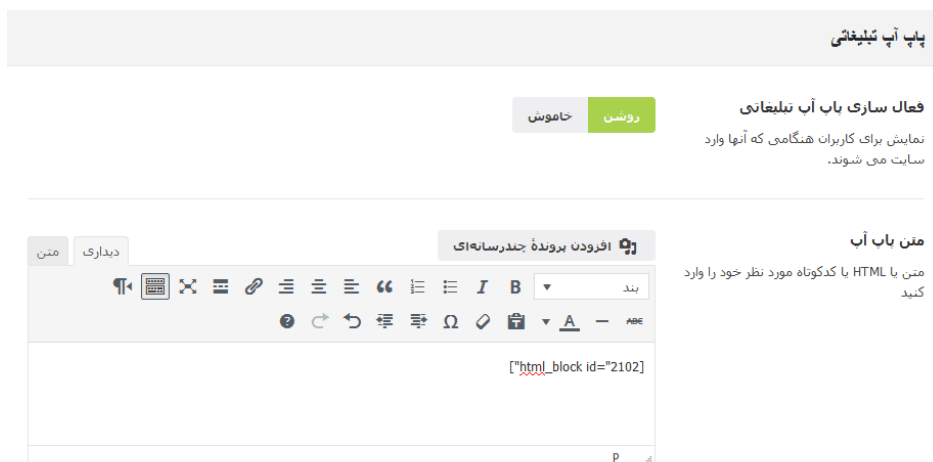 پاپ آپ تبلیغاتی
فعال سازی پاپ آپ تبلیغاتی
روشن
خاموش
نمایش برای کاربران هنگامی که آنها وارد
سایت می شوند.
متن پاپ آپ
متن یا HTML یا کدکوتاه مورد نظر خود را وارد
کنید
افزودن پروندهٔ چندرسانه‌ای
دیداری
متن
بند
B
I
ABC
A
Ω
["html_block id="2102]
P